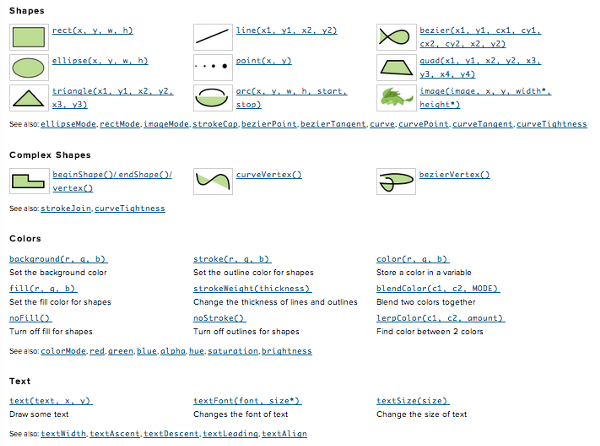 Shapes
rect(x, y, w, h)
line(x1, y1, x2, y2)
bezier(x1, y1, cx1, cy1,
cx2, cy2, x2, y2)
ellipse(x, y, w, h)
point(x, y)
quad(x1, y1, x2, y2, x3,
y3, x4, y4)
triangle(x1, y1, x2, y2,
x3, y3)
arc(x, y, w, h, start,
stop)
image(image, x, y, width*,
height*)
See also: ellipseMode, rectMode, imageMode, strokeCap, bezierPoint, bezierTangent, curve, curvePoint, curveTangent, curveTightness
Complex Shapes
beginShape()/endShape()/
vertex()
curveVertex()
bezierVertex()
See also: strokeJoin, curveTightness
Colors
background(r, g, b)
Set the background color
stroke(r, g, b)
Set the outline color for shapes
color(r, g, b)
Store a color in a variable
fill(r, g, b)
Set the fill color for shapes
strokeWeight(thickness)
Change the thickness of lines and outlines
blendColor(c1, c2, MODE)
Blend two colors together
noFill()
Turn off fill for shapes
noStroke()
Turn off outlines for shapes
lerpColor(c1, c2, amount)
Find color between 2 colors
See also: colorMode, red, green, blue, alpha, hue, saturation, brightness
Text
text(text, x, y)
Draw some text
textFont(font, size*)
Changes the font of text
textSize(size)
Change the size of text
See also: textWidth, textAscent, textDescent, textLeading, textAlign